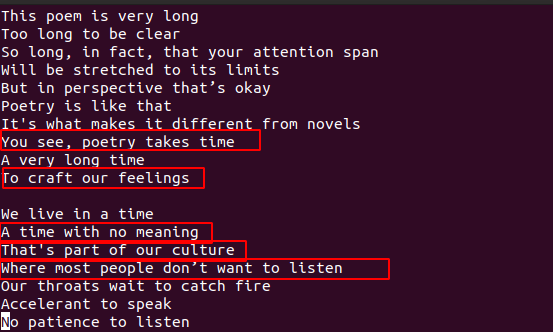 This poem is very long
Too long to be clear
So long, in fact, that your attention span
Will be stretched to its limits
But in perspective that’s okay
Poetry is like that
It's what makes it different from novels
You see, poetry takes time
A very long time
To craft our feelings

We live in a time
A time with no meaning
That's part of our culture
Where most people don’t want to listen
Our throats wait to catch fire
Accelerant to speak
No patience to listen